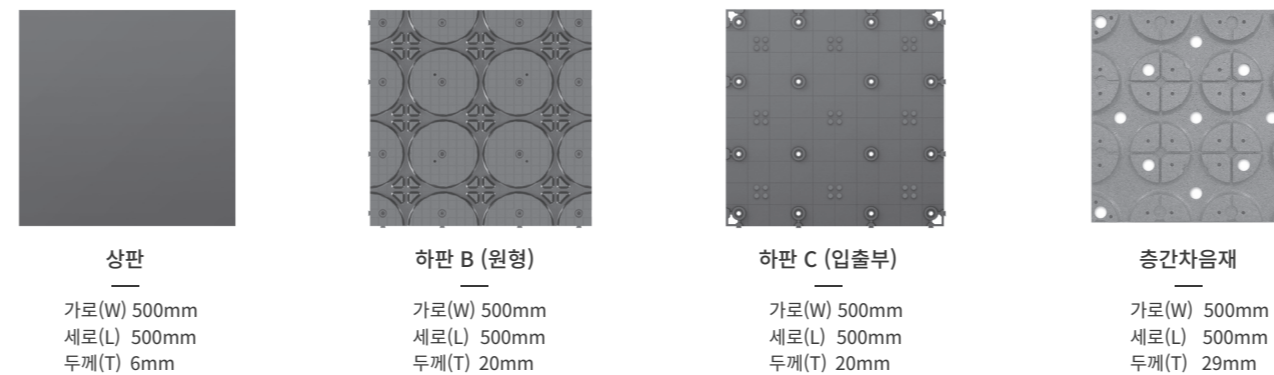 상판
가로(W) 500mm
세로(L) 500mm
두께(T) 6mm
하판 B (원형)
가로(W) 500mm
세로(L) 500mm
두께(T) 20mm
하판 C (입출부)
가로(W) 500mm
세로(L) 500mm
두께(T) 20mm
층간차음재
가로(W) 500mm
세로(L) 500mm
두께(T) 29mm